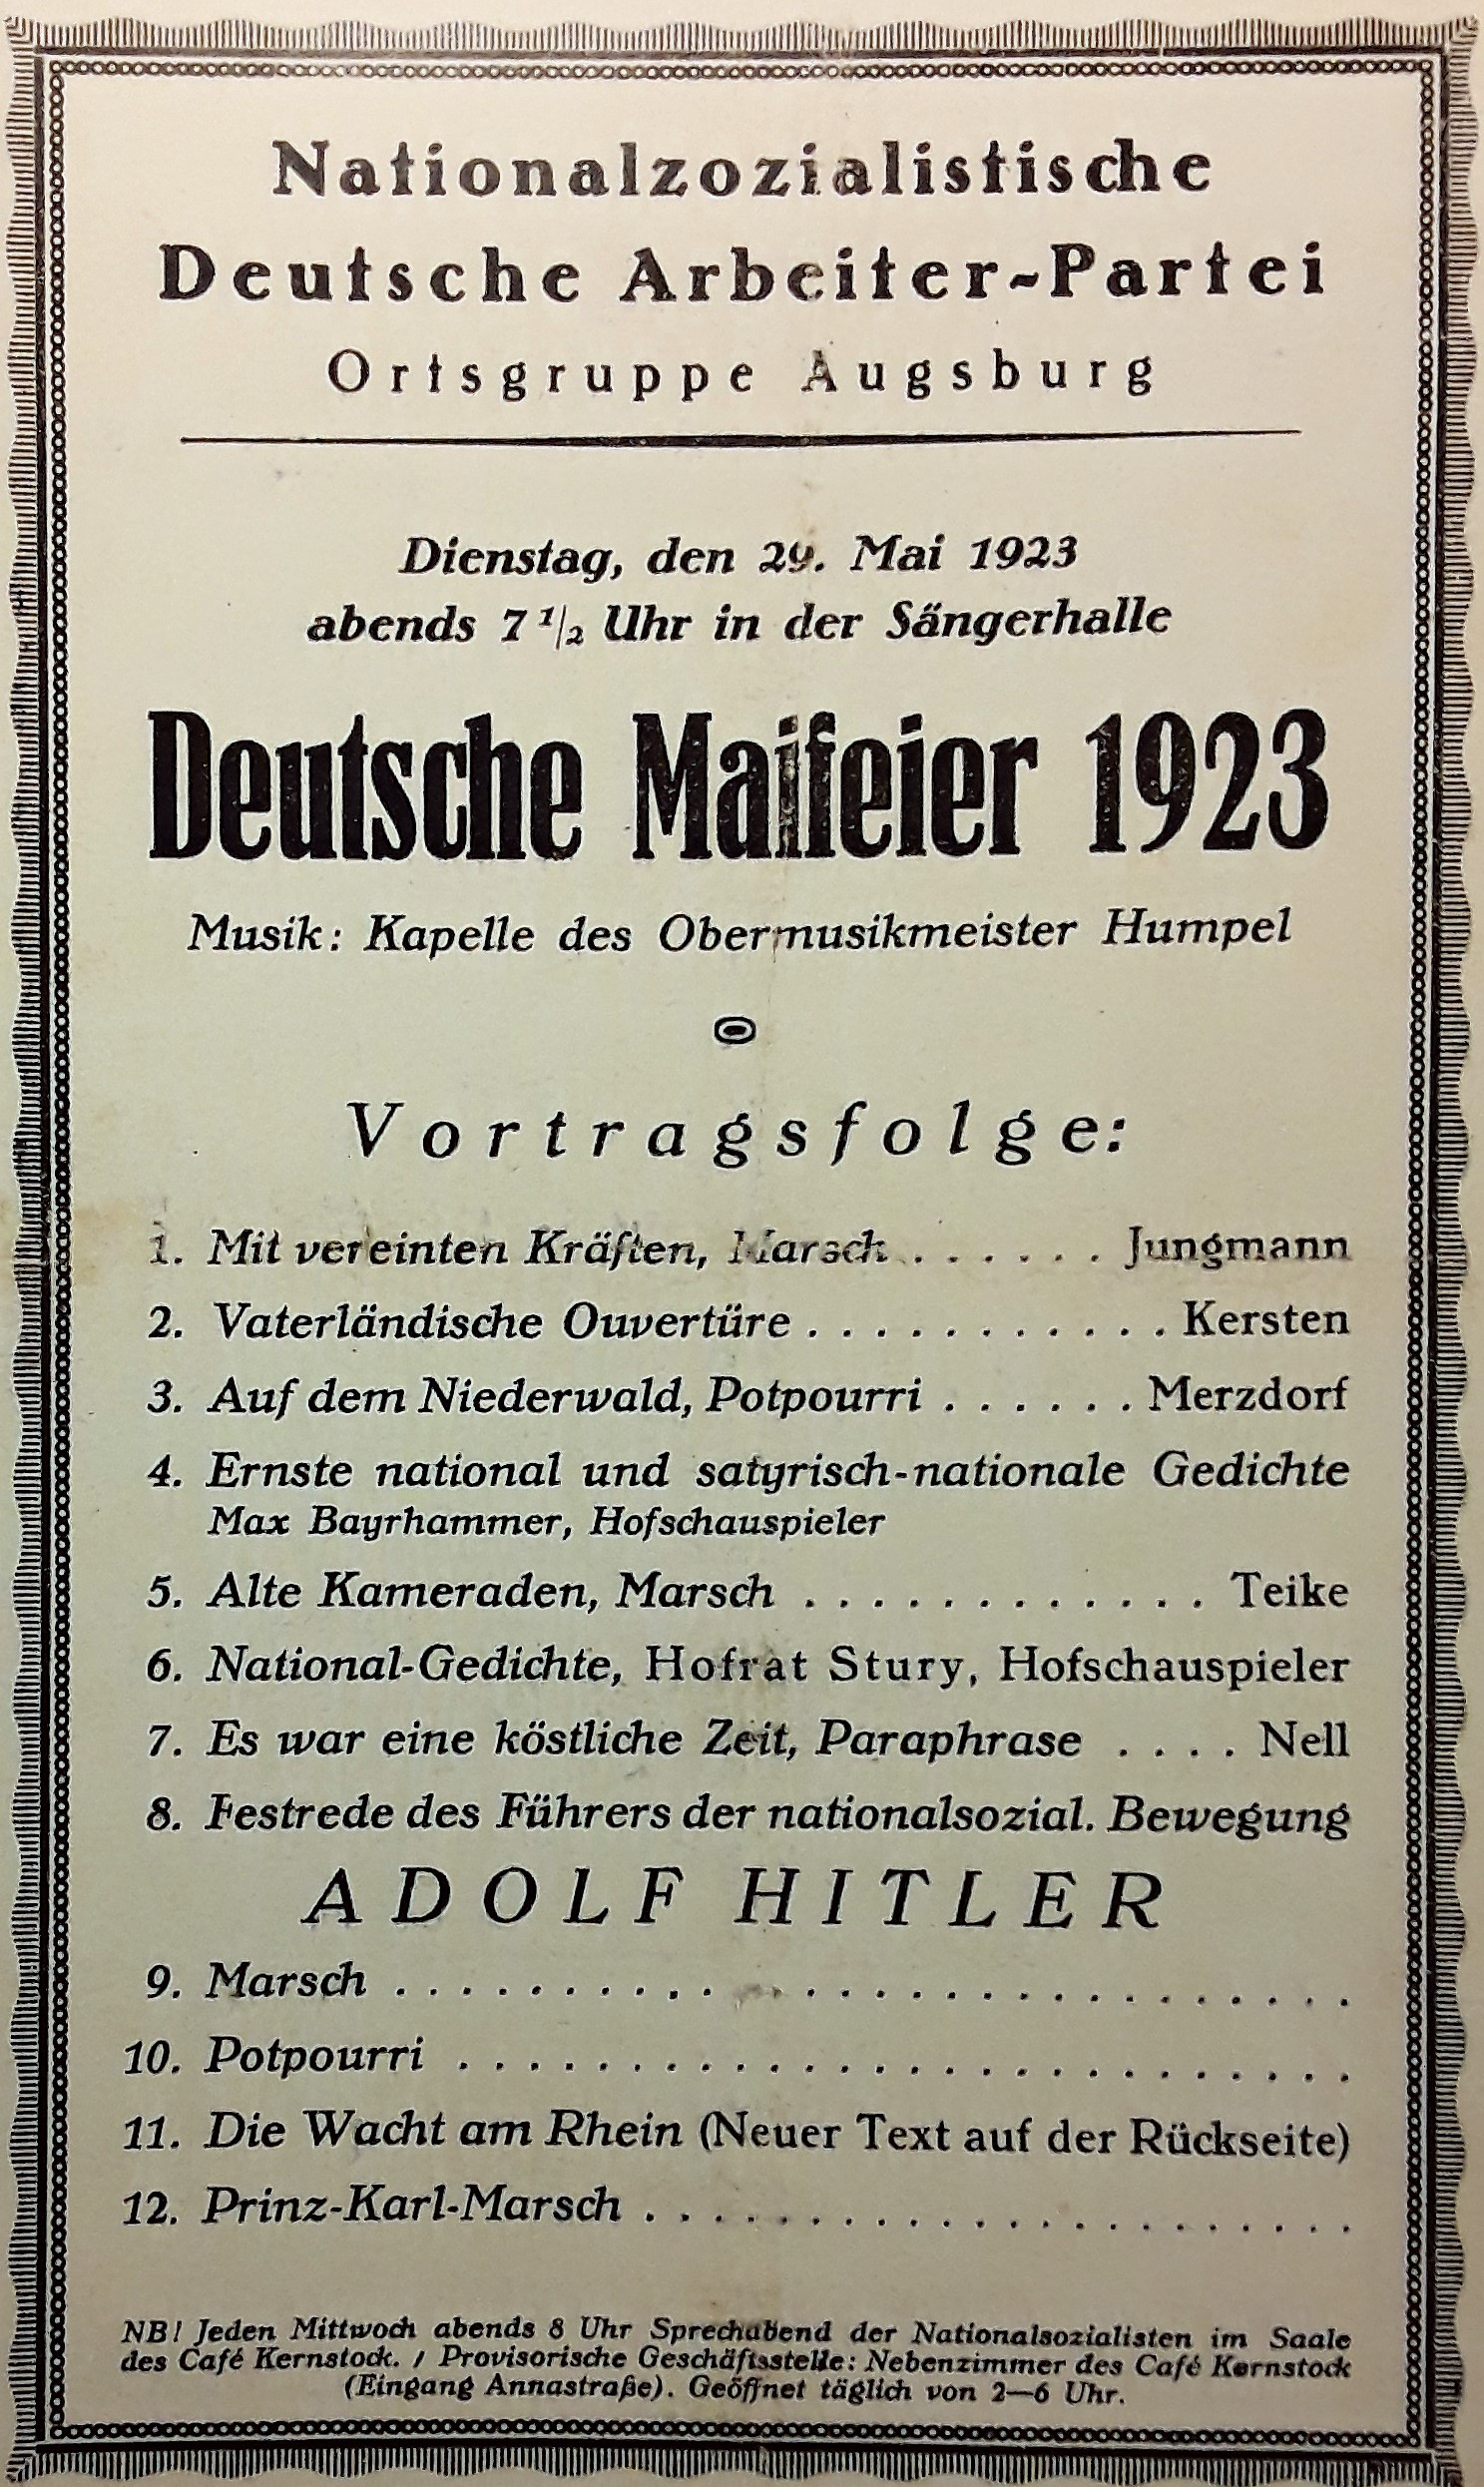 Nationalzozialistische
Deutsche Arbeiter-Partei
Ortsgruppe Augsburg
Dienstag, den 29. Mai 1923
abends 7 1/2 Uhr in der Sängerhalle
Deutsche Maifeier 1923
Musik: Kapelle des Obermusikmeister Humpel
Vortragsfolge:
1. Mit vereinten Kräften, Marsch . . . . . . Jungmann
2. Vaterländische Ouvertüre . . . . . . . . . . . Kersten
3. Auf dem Niederwald, Potpourri . . . . . . Merzdorf
4. Ernste national und satyrisch-nationale Gedichte
Max Bayrhammer, Hofschauspieler
5. Alte Kameraden, Marsch . . . . . . . . . . . . Teike
6. National-Gedichte, Hofrat Stury, Hofschauspieler
7. Es war eine köstliche Zeit, Paraphrase . . . . Nell
8. Festrede des Führers der nationalsozial. Bewegung
ADOLF HITLER
9. Marsch . . . . . . . . . . . . . . . . . . . . . . . . . . . .
10. Potpourri . . . . . . . . . . . . . . . . . . . . . . . . . .
11. Die Wacht am Rhein (Neuer Text auf der Rückseite)
12. Prinz-Karl-Marsch . . . . . . . . . . . . . . . . . . . . . .
NB! Jeden Mittwoch abends 8 Uhr Sprechabend der Nationalsozialisten im Saale
des Café Kernstock. / Provisorische Geschäftsstelle: Nebenzimmer des Café Kernstock
(Eingang Annastraße). Geöffnet täglich von 2—6 Uhr.